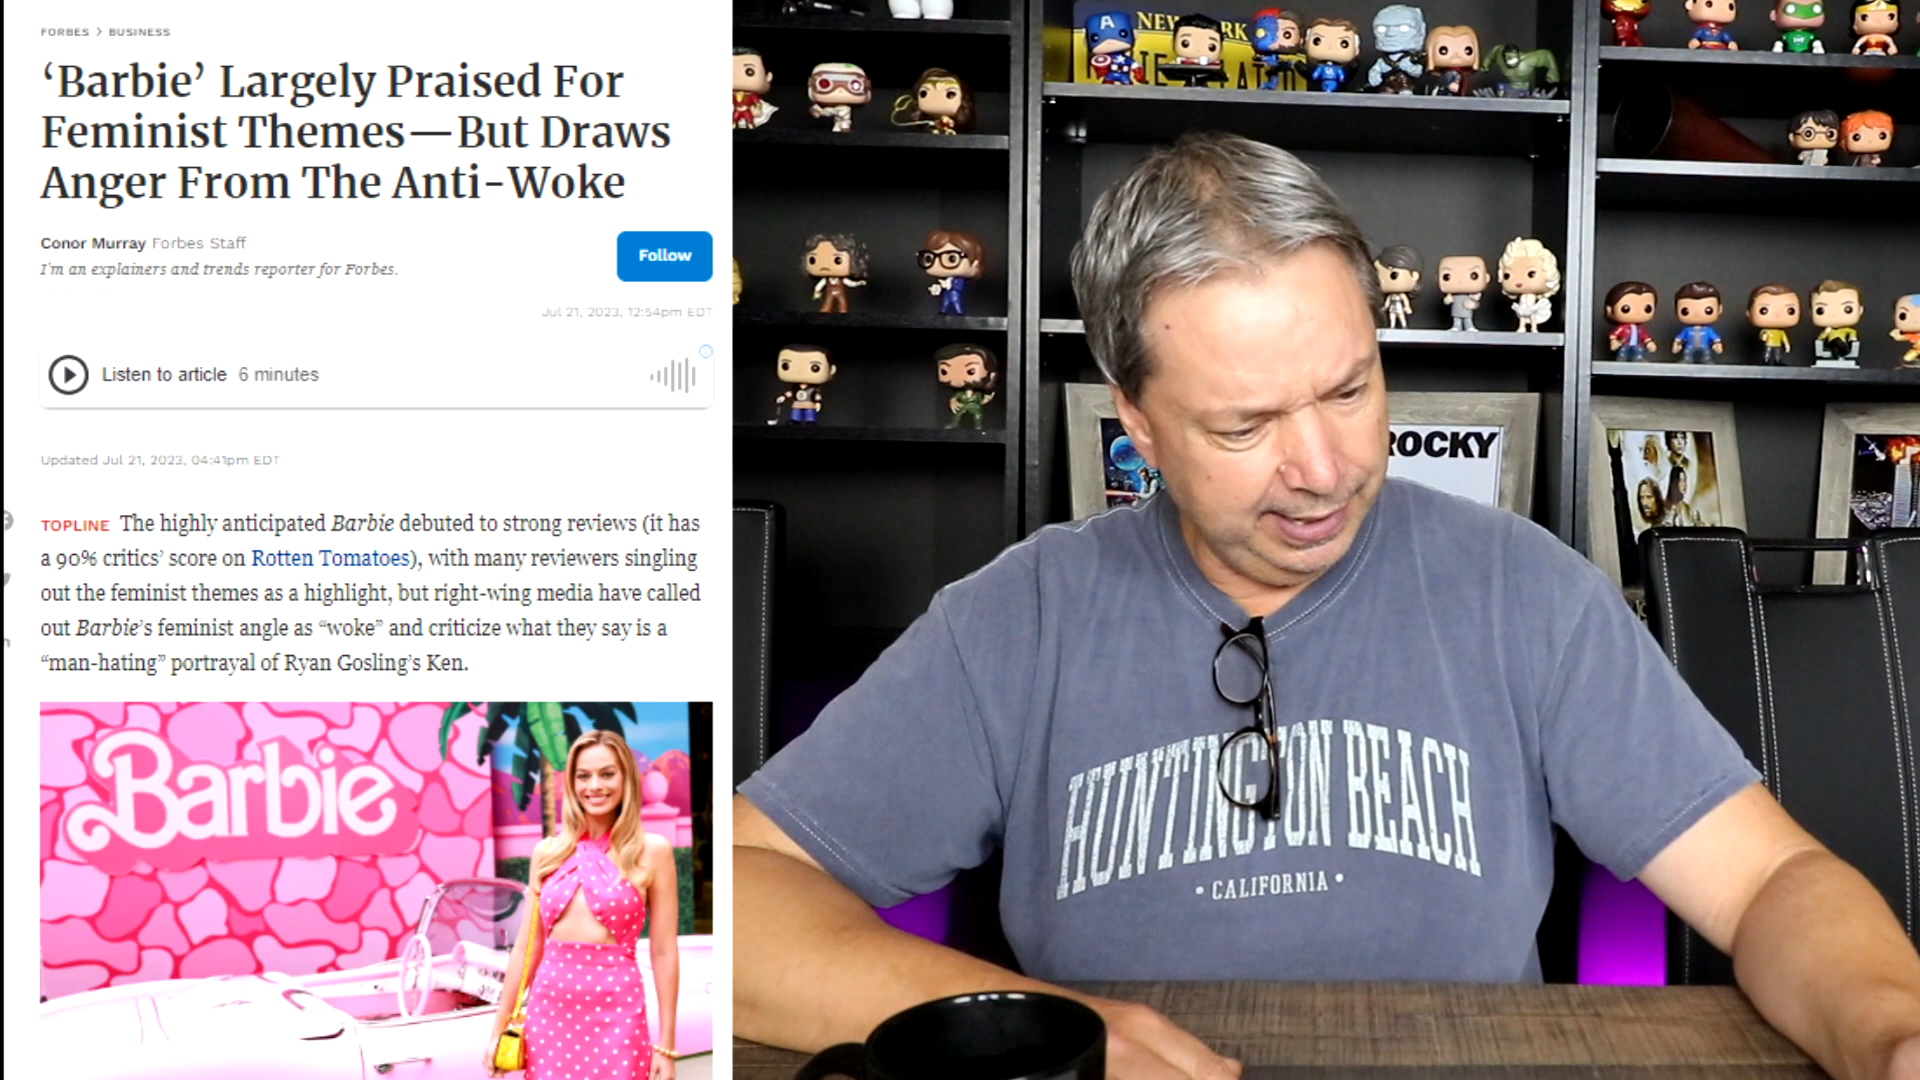 FORBES > BUSINESS
‘Barbie’ Largely Praised For
Feminist Themes—But Draws
Anger From The Anti-Woke
Conor Murray Forbes Staff
I'm an explainers and trends reporter for Forbes.
Follow
Jul 21, 2023, 12:54pm EDT
Listen to article 6 minutes
Updated Jul 21, 2023, 04:41pm EDT
TOPLINE The highly anticipated Barbie debuted to strong reviews (it has
a 90% critics’ score on Rotten Tomatoes), with many reviewers singling
out the feminist themes as a highlight, but right-wing media have called
out Barbie’s feminist angle as “woke” and criticize what they say is a
“man-hating” portrayal of Ryan Gosling’s Ken.
Barbie
NEW YORK
A
ROCKY
HUNTINGTON BEACH
• CALIFORNIA •